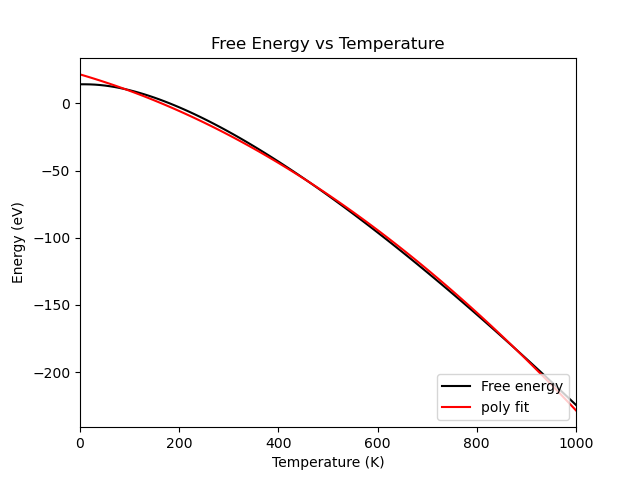 Free Energy vs Temperature
Energy (eV)
0
−50
−100
−150
−200
0 200 400 600 800 1000
Temperature (K)
Free energy
poly fit